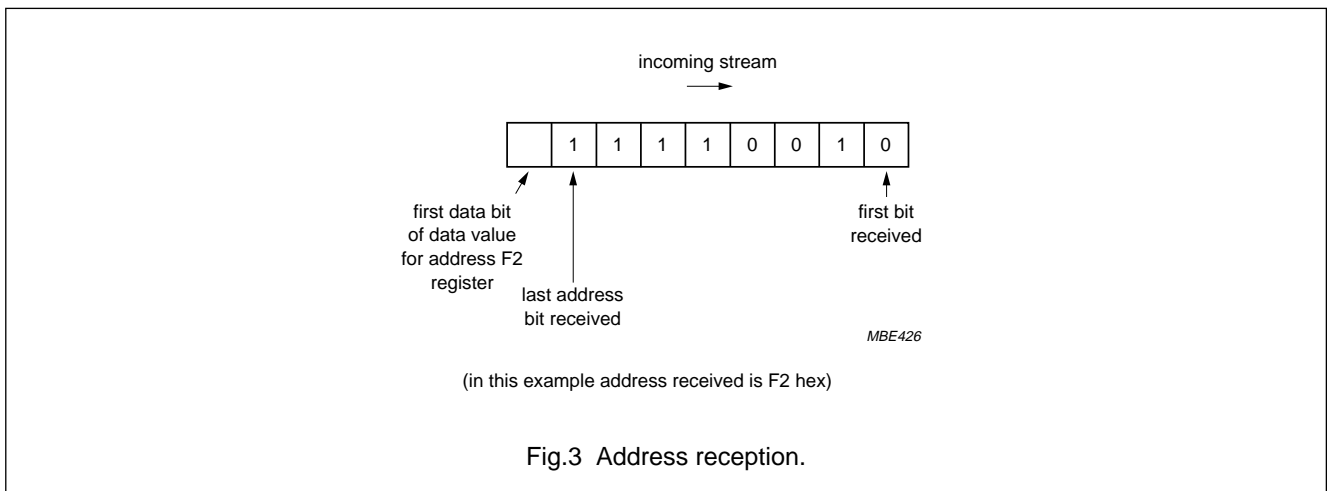 incoming stream
1 1 1 1 0 0 1 0
first data bit
of data value
for address F2
register
last address
bit received
first bit
received
MBE426
(in this example address received is F2 hex)
Fig.3 Address reception.